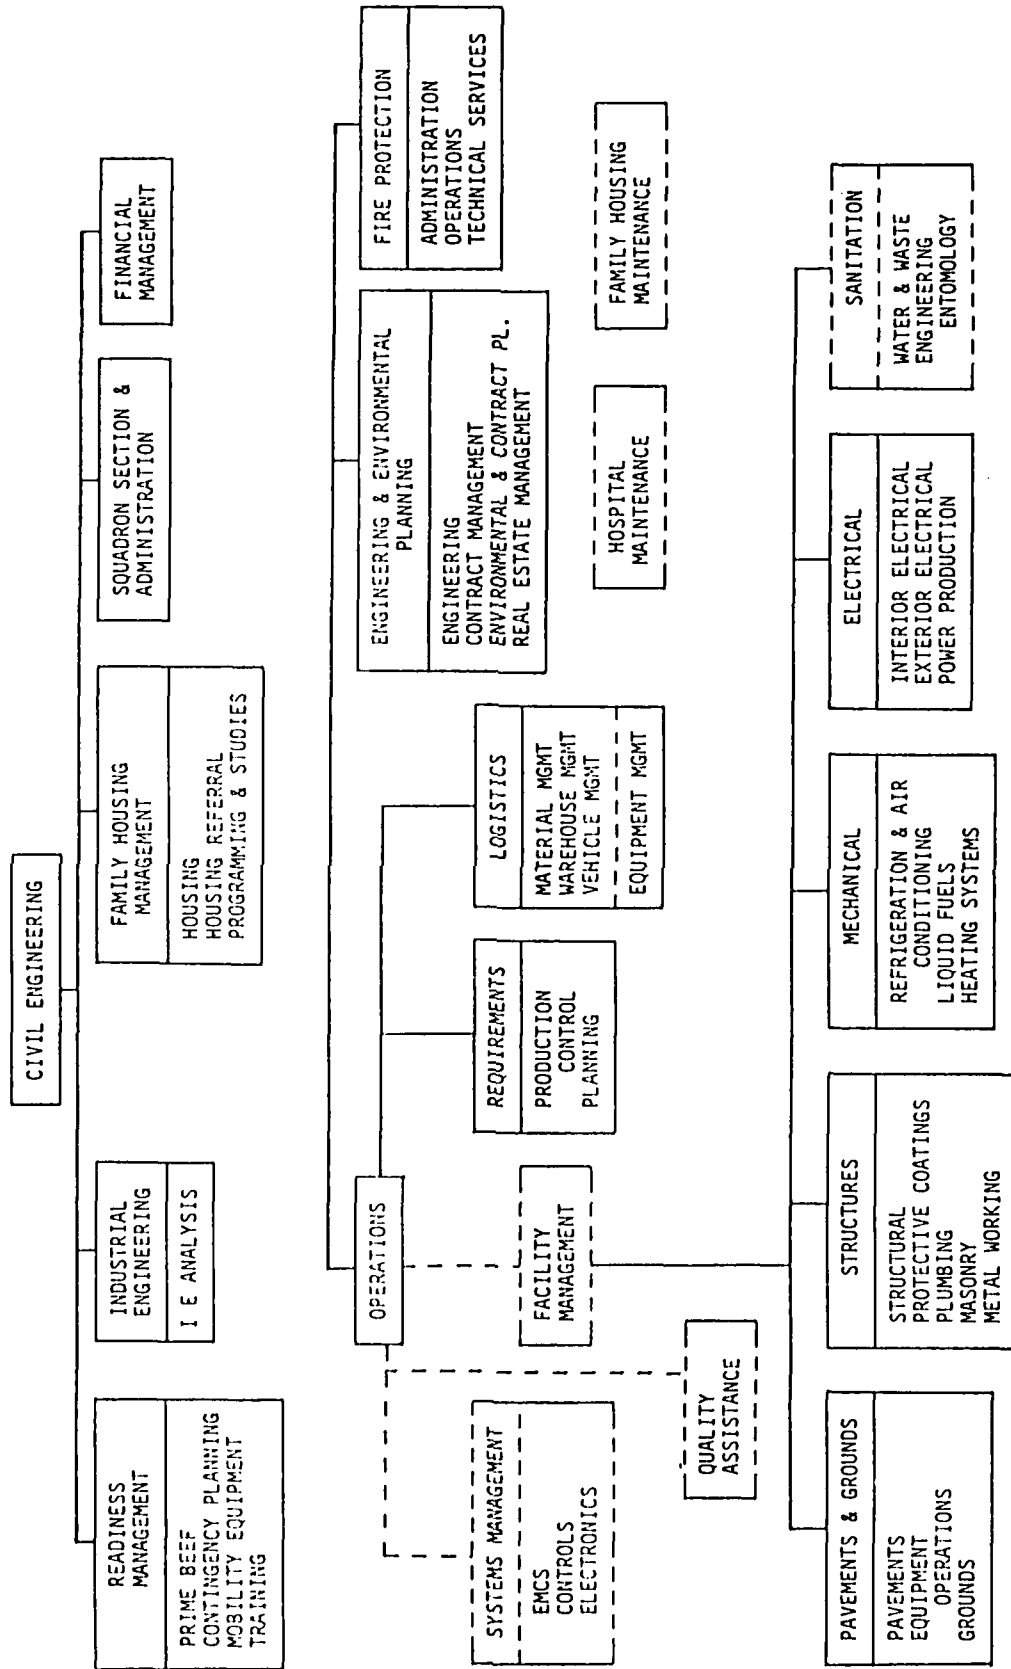 CIVIL ENGINEERING
READINESS
MANAGEMENT
PRIME BEEF
CONTINGENCY PLANNING
MOBILITY EQUIPMENT
TRAINING
INDUSTRIAL
ENGINEERING
I E ANALYSIS
FAMILY HOUSING
MANAGEMENT
HOUSING
HOUSING REFERRAL
PROGRAMMING & STUDIES
SQUADRON SECTION &
ADMINISTRATION
FINANCIAL
MANAGEMENT
OPERATIONS
ENGINEERING & ENVIRONMENTAL
PLANNING
ENGINEERING
CONTRACT MANAGEMENT
ENVIRONMENTAL & CONTRACT PL.
REAL ESTATE MANAGEMENT
FIRE PROTECTION
ADMINISTRATION
OPERATIONS
TECHNICAL SERVICES
SYSTEMS MANAGEMENT
EMCS
CONTROLS
ELECTRONICS
FACILITY
MANAGEMENT
REQUIREMENTS
PRODUCTION
CONTROL
PLANNING
LOGISTICS
MATERIAL MGMT
WAREHOUSE MGMT
VEHICLE MGMT
EQUIPMENT MGMT
HOSPITAL
MAINTENANCE
FAMILY HOUSING
MAINTENANCE
QUALITY
ASSISTANCE
PAVEMENTS & GROUNDS
PAVEMENTS
EQUIPMENT
OPERATIONS
GROUNDS
STRUCTURES
STRUCTURAL
PROTECTIVE COATINGS
PLUMBING
MASONRY
METAL WORKING
MECHANICAL
REFRIGERATION & AIR
CONDITIONING
LIQUID FUELS
HEATING SYSTEMS
ELECTRICAL
INTERIOR ELECTRICAL
EXTERIOR ELECTRICAL
POWER PRODUCTION
SANITATION
WATER & WASTE
ENGINEERING
ENTOMOLOGY